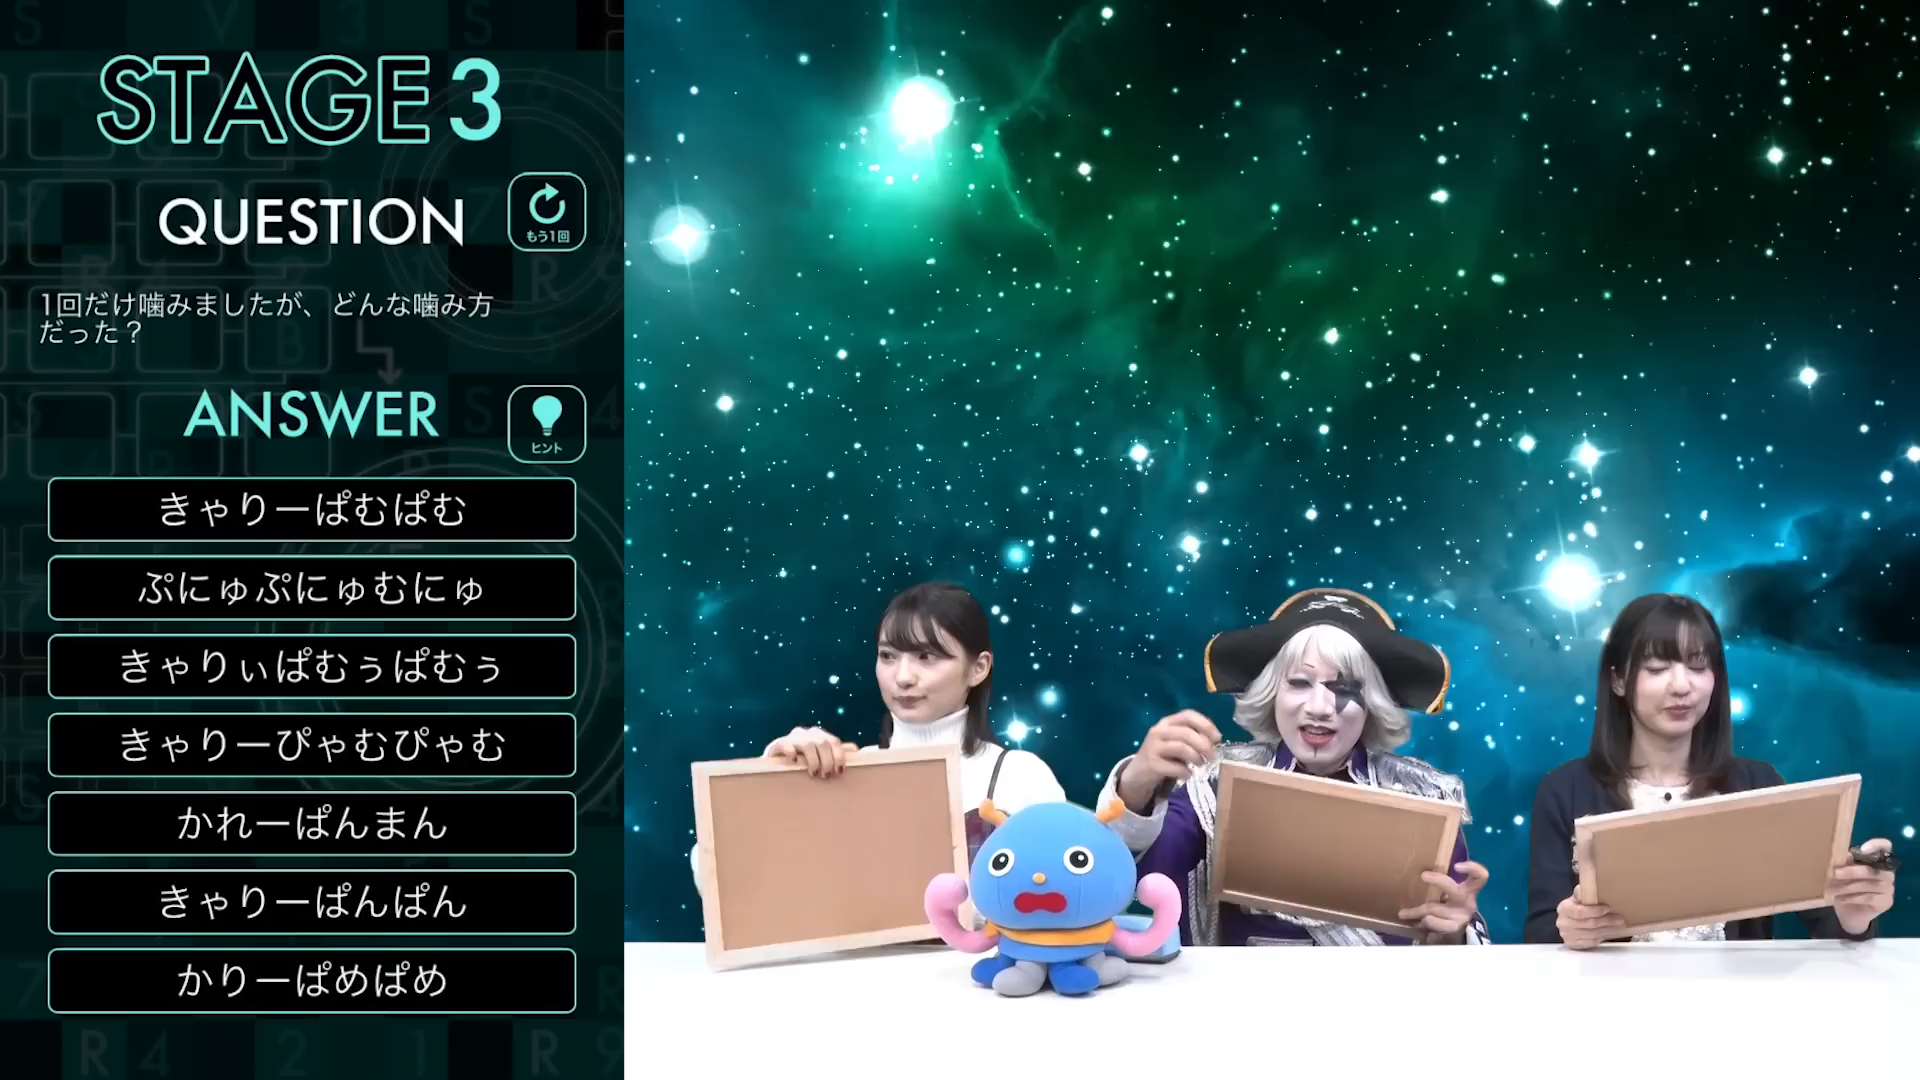 STAGE 3
QUESTION
もう1回
1回だけ噛みましたが、どんな噛み方
だった？
ANSWER
ヒント
きゃりーぱむぱむ
ぷにゅぷにゅむにゅ
きゃりぃぱむぅぱむぅ
きゃりーぴゃむぴゃむ
かれーぱんまん
きゃりーぱんぱん
かりーぱめぱめ